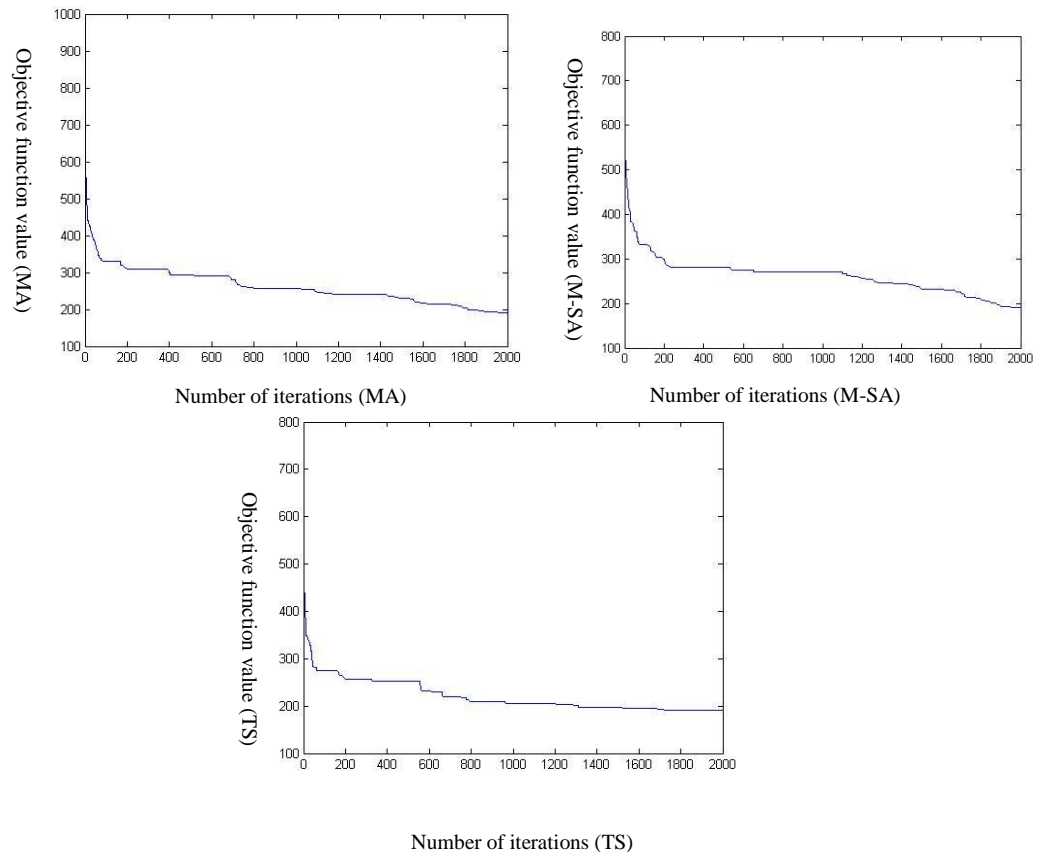 1000
900
800
700
600
500
400
300
200
100
0 200 400 600 800 1000 1200 1400 1600 1800 2000
Objective function value (MA)
Number of iterations (MA)
800
700
600
500
400
300
200
100
0 200 400 600 800 1000 1200 1400 1600 1800 2000
Objective function value (M-SA)
Number of iterations (M-SA)
800
700
600
500
400
300
200
100
0 200 400 600 800 1000 1200 1400 1600 1800 2000
Objective function value (TS)
Number of iterations (TS)